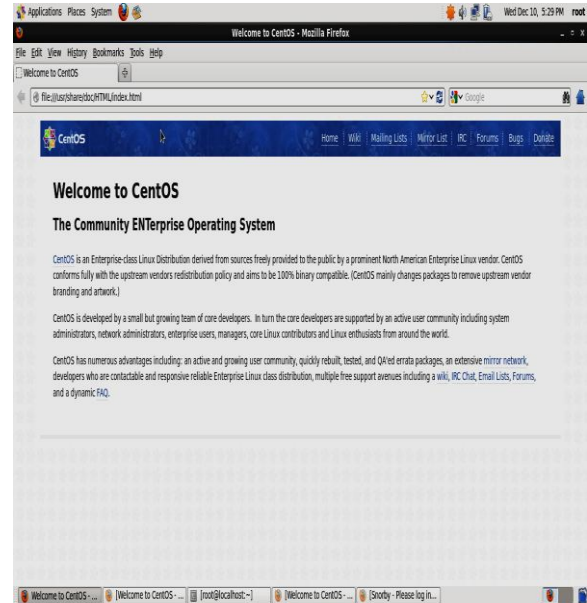 Applications Places System
Wed Dec 10, 5:29 PM root
Welcome to CentOS - Mozilla Firefox
File Edit View History Bookmarks Tools Help
Welcome to CentOS
file:///usr/share/doc/HTML/index.html
Google
CentOS
Home Wiki Mailing Lists Mirror List IRC Forums Bugs Donate
Welcome to CentOS
The Community ENTerprise Operating System
CentOS is an Enterprise-class Linux Distribution derived from sources freely provided to the public by a prominent North American Enterprise Linux vendor. CentOS
conforms fully with the upstream vendors redistribution policy and aims to be 100% binary compatible. (CentOS mainly changes packages to remove upstream vendor
branding and artwork.)
CentOS is developed by a small but growing team of core developers. In turn the core developers are supported by an active user community including system
administrators, network administrators, enterprise users, managers, core Linux contributors and Linux enthusiasts from around the world.
CentOS has numerous advantages including: an active and growing user community, quickly rebuilt, tested, and QA'ed errata packages, an extensive mirror network,
developers who are contactable and responsive reliable Enterprise Linux class distribution, multiple free support avenues including a wiki, IRC Chat, Email Lists, Forums,
and a dynamic FAQ.
Welcome to CentOS - ... [Welcome to CentOS - ... [root@localhost:~] [Welcome to CentOS - ... [Snorby - Please log in...